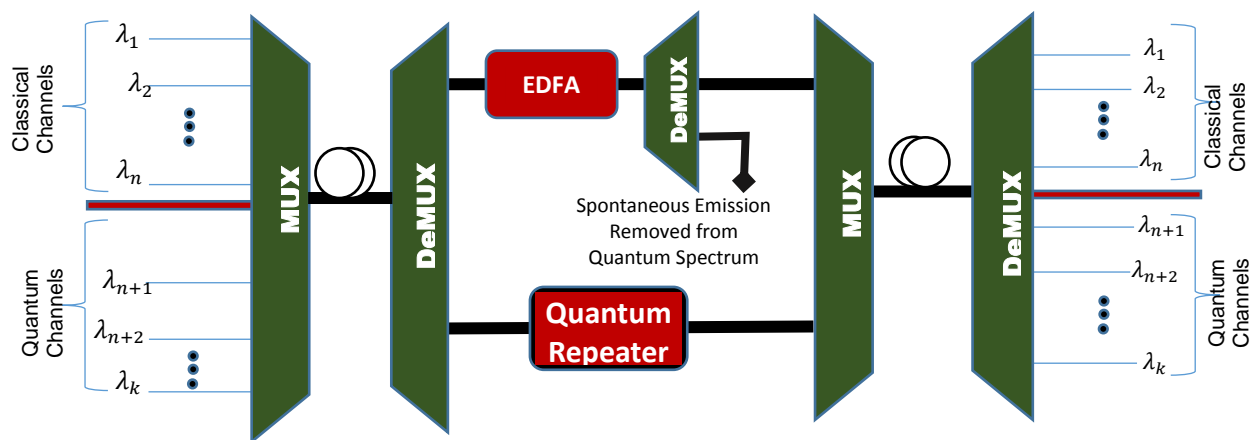 Classical
Channels
λ₁
λ₂
λₙ
Quantum
Channels
λₙ₊₁
λₙ₊₂
λₖ
MUX
DeMUX
EDFA
DeMUX
Spontaneous Emission
Removed from
Quantum Spectrum
Quantum
Repeater
MUX
DeMUX
λ₁
λ₂
λₙ
Classical
Channels
λₙ₊₁
λₙ₊₂
λₖ
Quantum
Channels